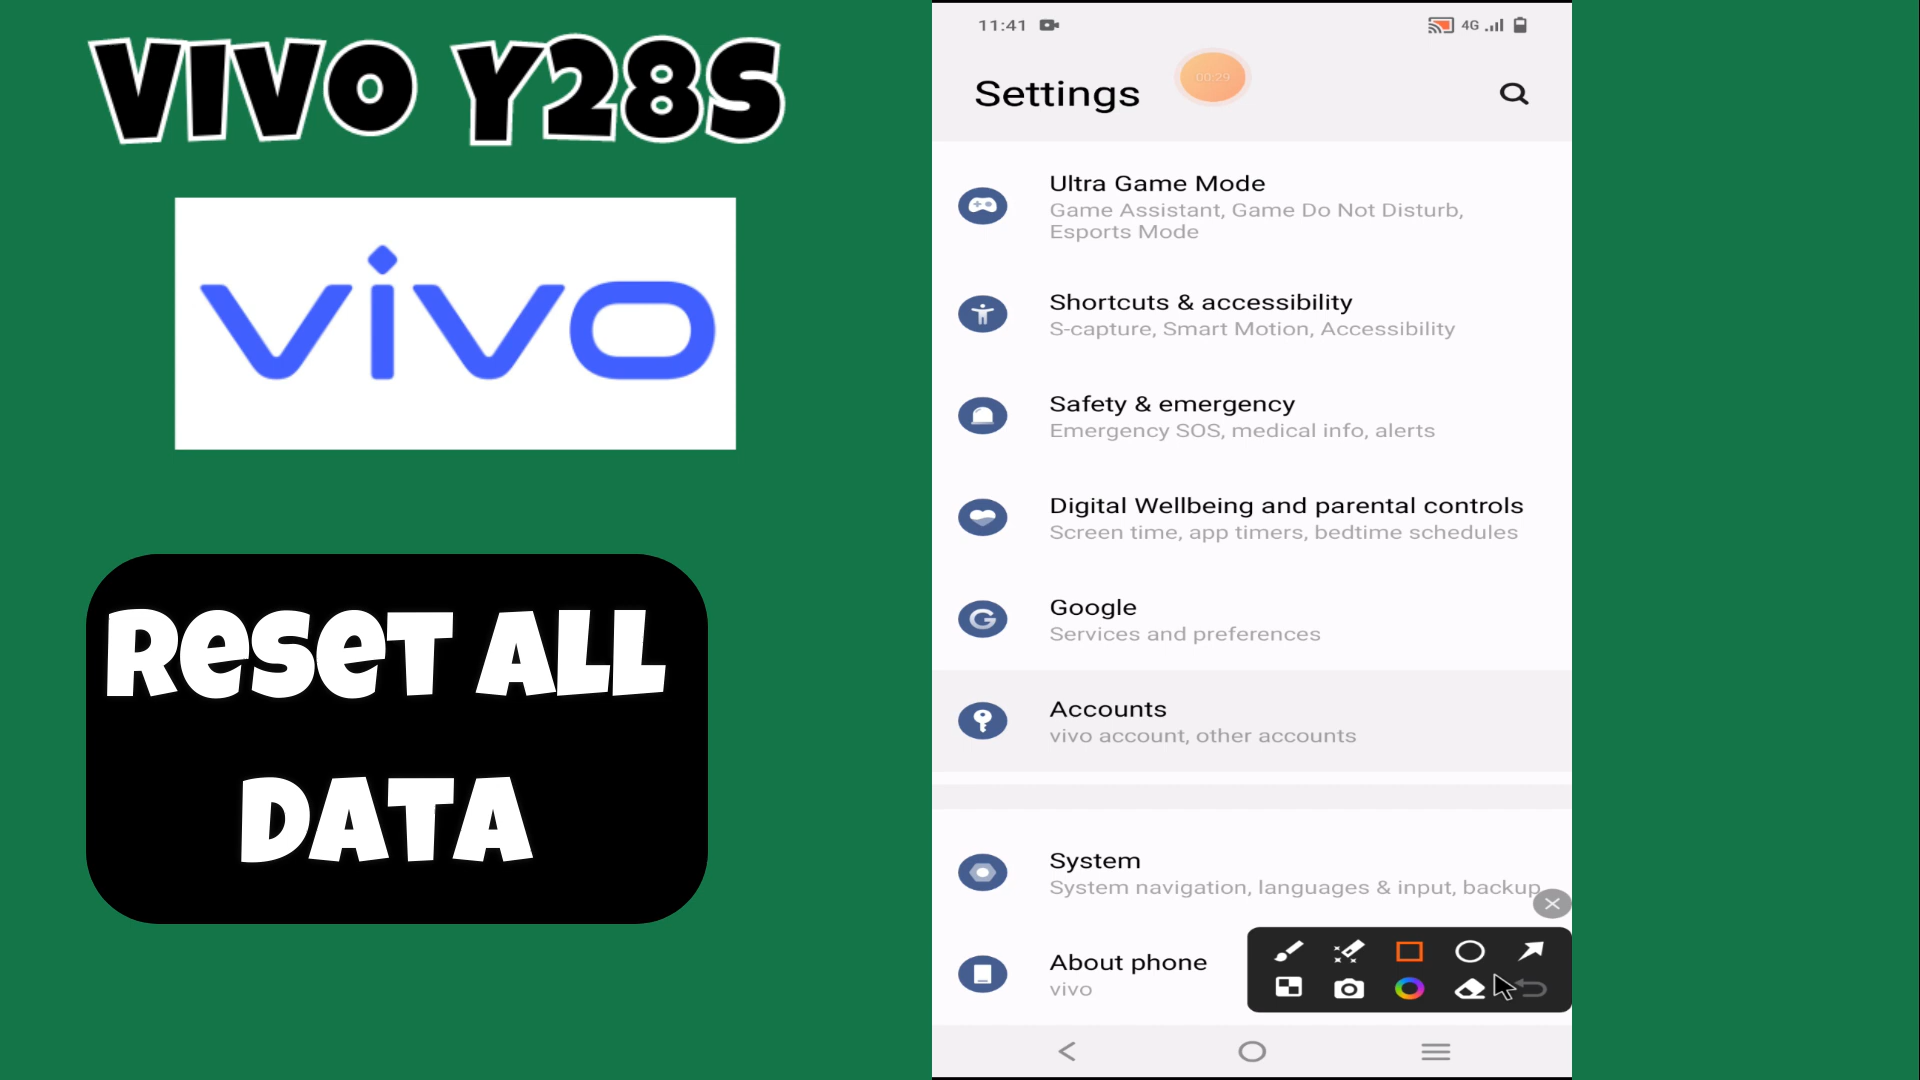 VIVO Y28S
vivo
RESET ALL
DATA
11:41
4G
Settings
00:29
Ultra Game Mode
Game Assistant, Game Do Not Disturb,
Esports Mode
Shortcuts & accessibility
S-capture, Smart Motion, Accessibility
Safety & emergency
Emergency SOS, medical info, alerts
Digital Wellbeing and parental controls
Screen time, app timers, bedtime schedules
Google
Services and preferences
Accounts
vivo account, other accounts
System
System navigation, languages & input, backup
About phone
vivo